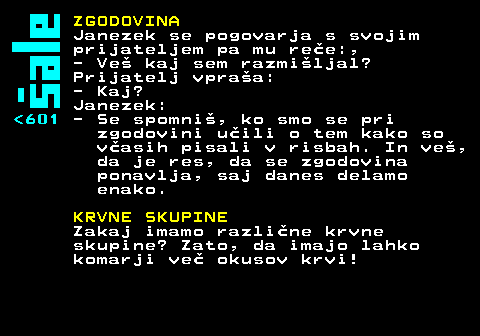 šale
<601
ZGODOVINA
Janezek se pogovarja s svojim
prijateljem pa mu reče:,
- Veš kaj sem razmišljal?
Prijatelj vpraša:
- Kaj?
Janezek:
- Se spomniš, ko smo se pri
zgodovini učili o tem kako so
včasih pisali v risbah. In veš,
da je res, da se zgodovina
ponavlja, saj danes delamo
enako.
KRVNE SKUPINE
Zakaj imamo različne krvne
skupine? Zato, da imajo lahko
komarji več okusov krvi!